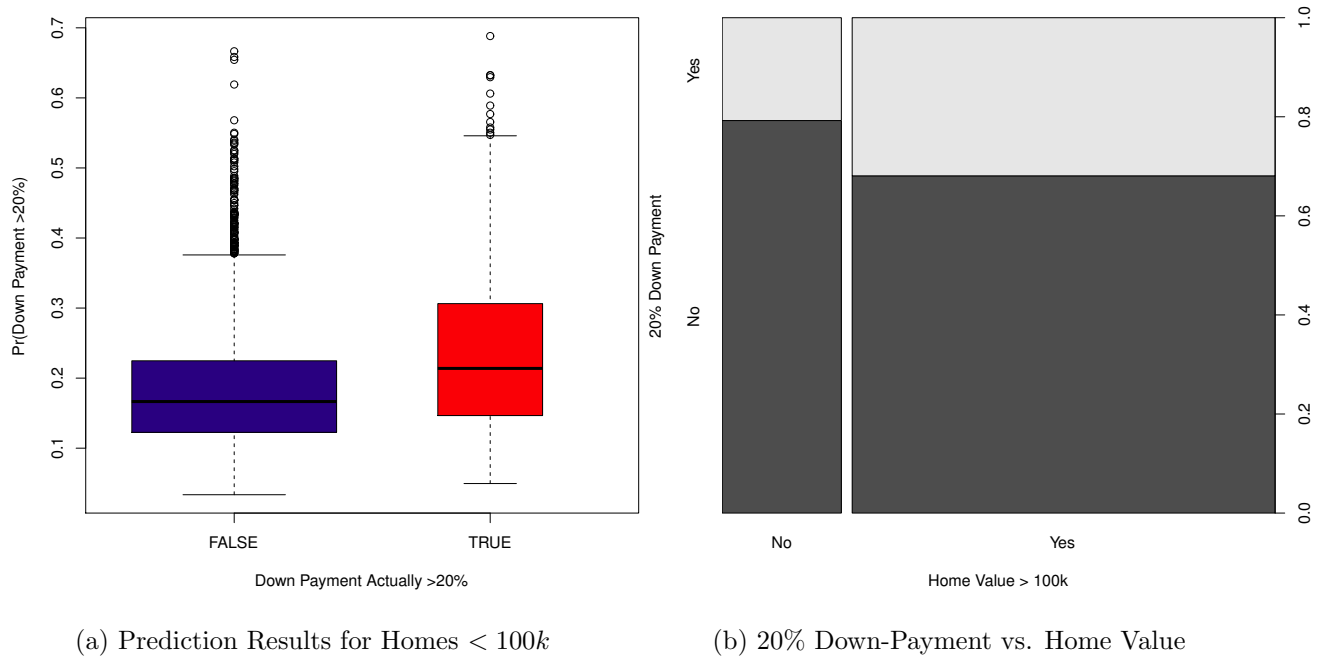 Pr(Down Payment >20%)
0.7
0.6
0.5
0.4
0.3
0.2
0.1
FALSE
TRUE
Down Payment Actually >20%
20% Down Payment
Yes
No
1.0
0.8
0.6
0.4
0.2
0.0
No
Yes
Home Value > 100k
(a) Prediction Results for Homes < 100k
(b) 20% Down-Payment vs. Home Value